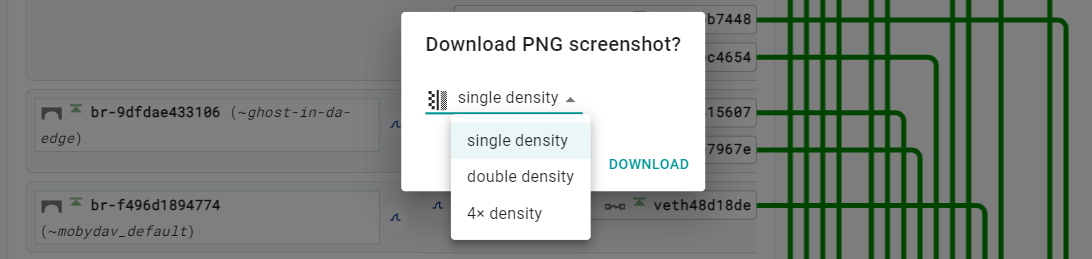 b7448
Download PNG screenshot?
c4654
single density
br-9dfdae433106 (~ghost-in-da-
edge)
15607
single density
e7967e
double density
DOWNLOAD
br-f496d1894774
(~mobydav_default)
4× density
veth48d18de